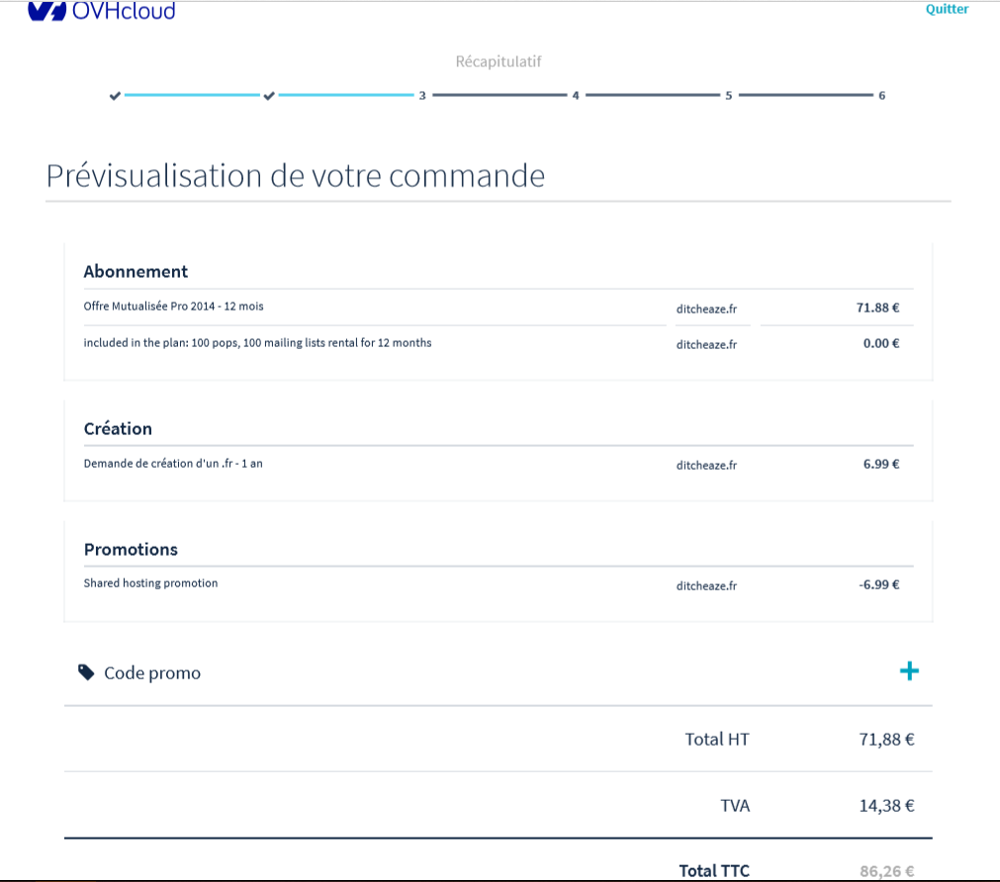 OVHcloud
Quitter
Récapitulatif
3 4 5 6
Prévisualisation de votre commande
Abonnement
Offre Mutualisée Pro 2014 - 12 mois ditcheaze.fr 71.88 €
included in the plan: 100 pops, 100 mailing lists rental for 12 months ditcheaze.fr 0.00 €
Création
Demande de création d'un .fr - 1 an ditcheaze.fr 6.99 €
Promotions
Shared hosting promotion ditcheaze.fr -6.99 €
Code promo
Total HT 71,88 €
TVA 14,38 €
Total TTC 86,26 €